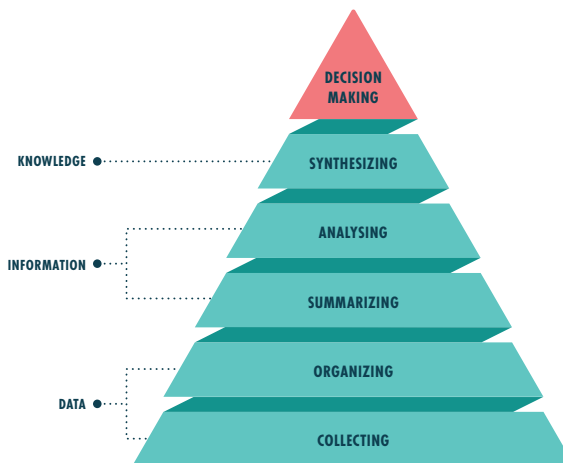 DECISION
MAKING
KNOWLEDGE
SYNTHESIZING
ANALYSING
INFORMATION
SUMMARIZING
ORGANIZING
DATA
COLLECTING